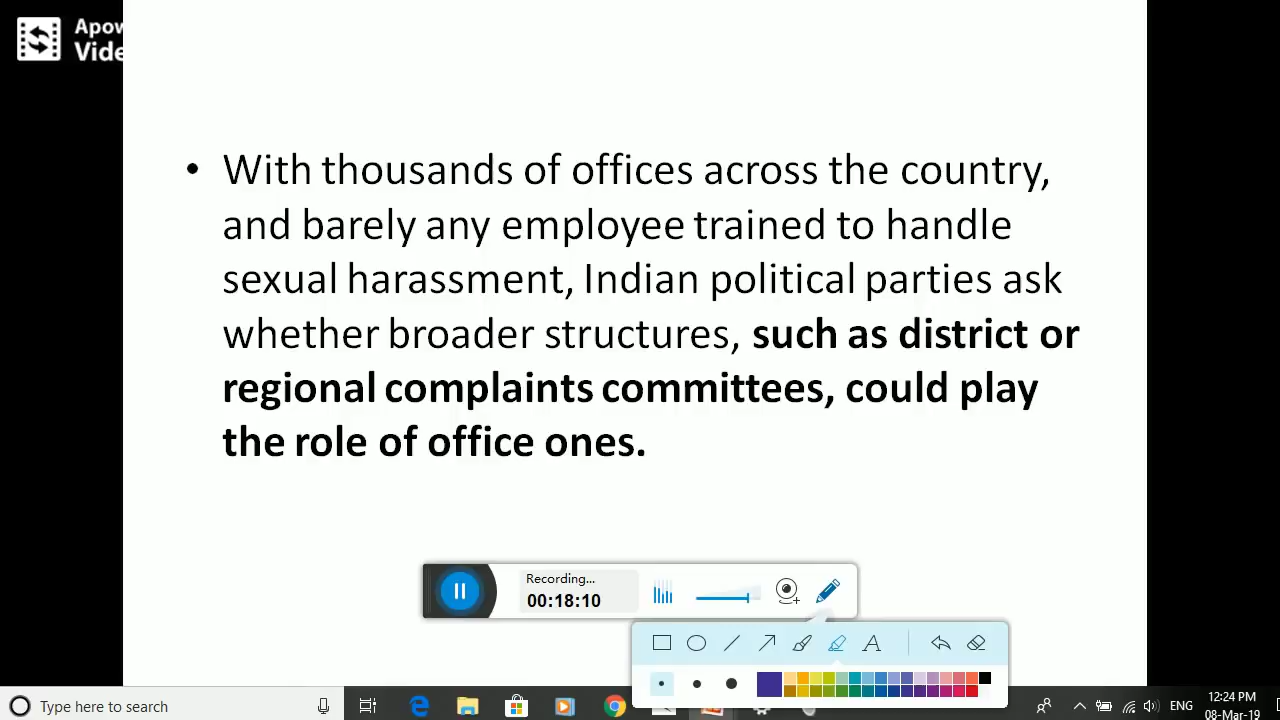 Apow
Vide
• With thousands of offices across the country,
and barely any employee trained to handle
sexual harassment, Indian political parties ask
whether broader structures, such as district or
regional complaints committees, could play
the role of office ones.
Recording...
00:18:10
A
Type here to search
ENG
12:24 PM
08-Mar-19